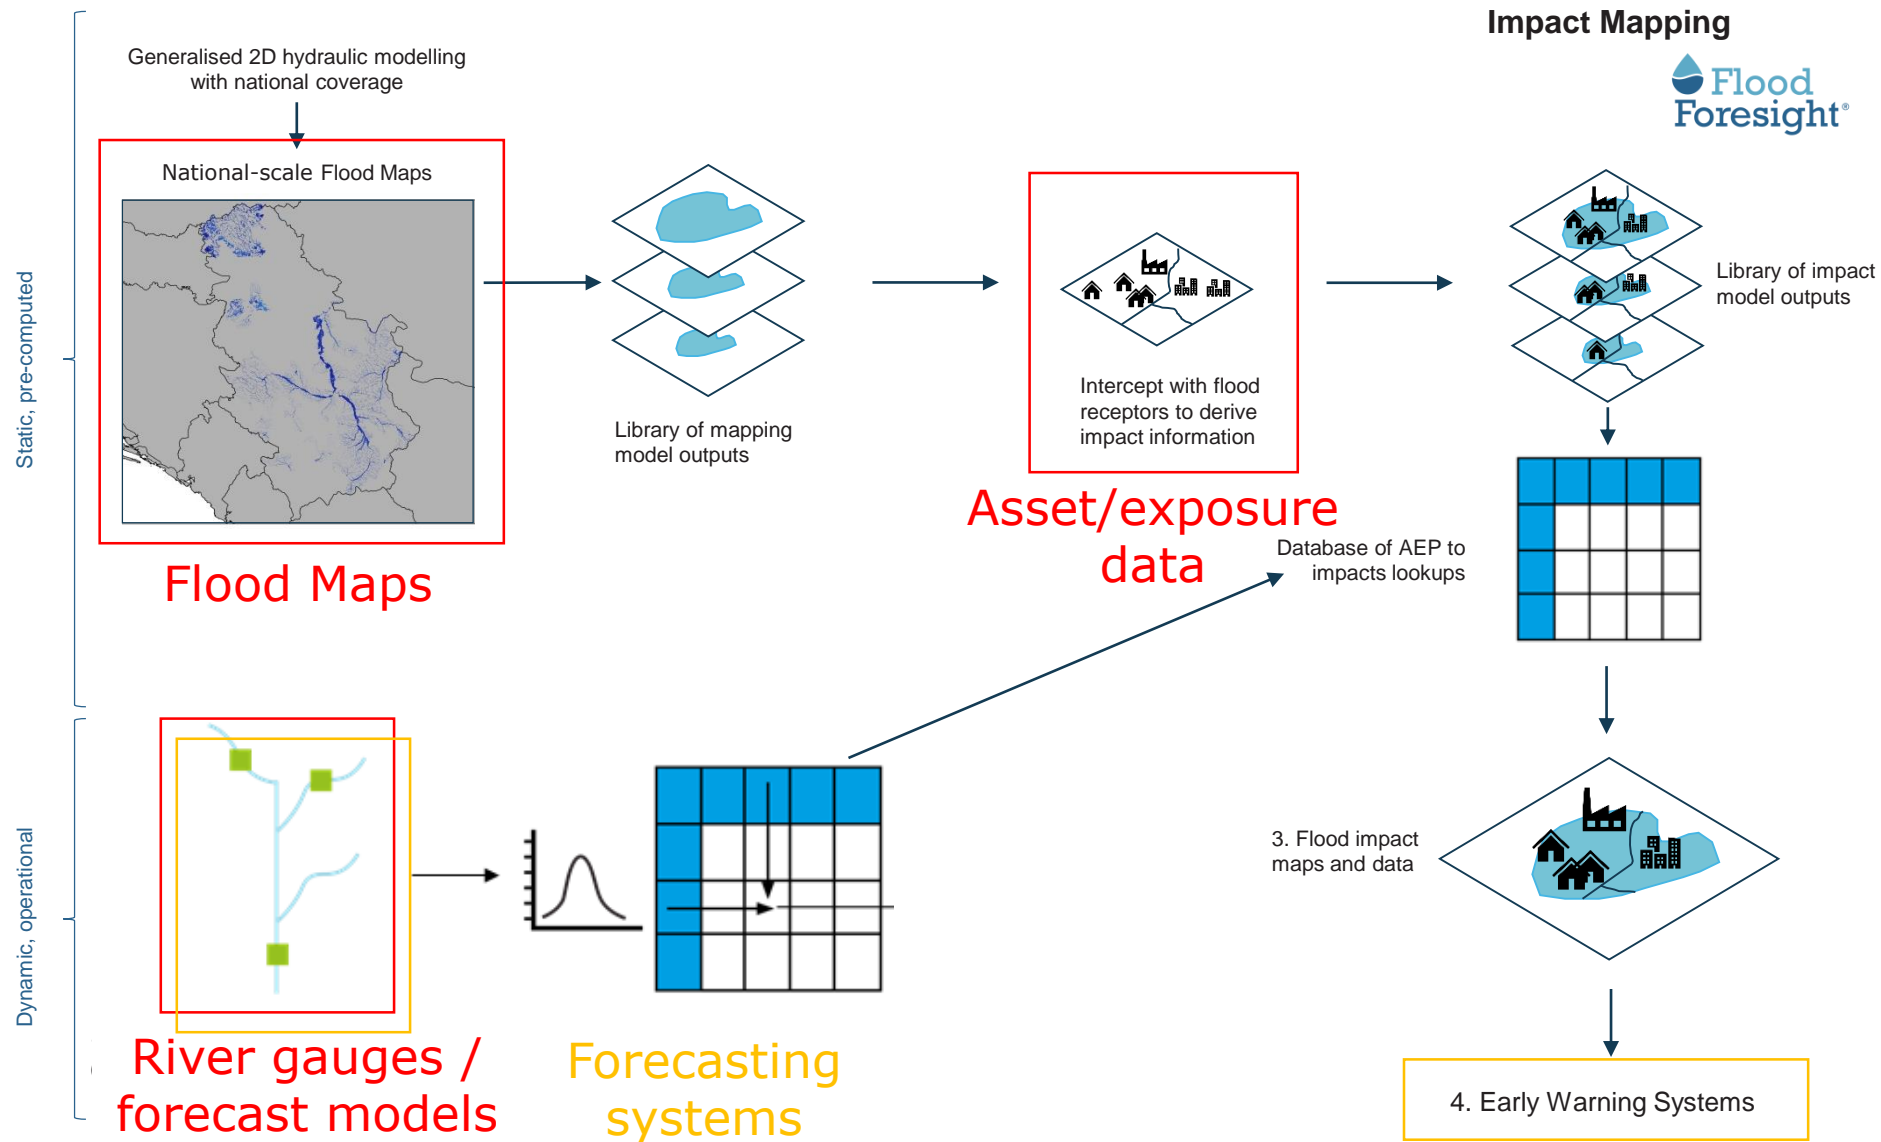 Impact Mapping
Flood
Foresight®
Generalised 2D hydraulic modelling
with national coverage
National-scale Flood Maps
Flood Maps
Library of mapping
model outputs
Intercept with flood
receptors to derive
impact information
Asset/exposure
data
Library of impact
model outputs
Database of AEP to
impacts lookups
Static, pre-computed
Dynamic, operational
River gauges /
forecast models
Forecasting
systems
3. Flood impact
maps and data
4. Early Warning Systems